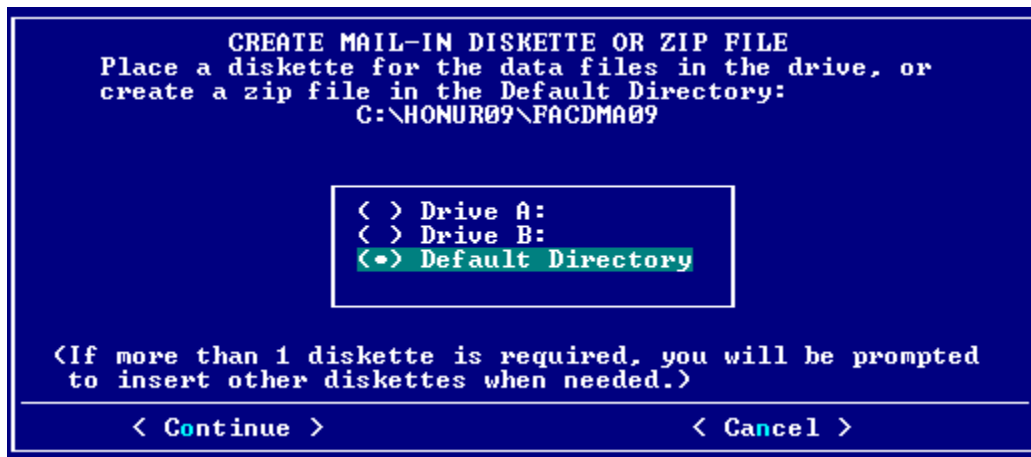 CREATE MAIL-IN DISKETTE OR ZIP FILE
Place a diskette for the data files in the drive, or
create a zip file in the Default Directory:
C:\HONUR09\FACDMA09
( ) Drive A:
( ) Drive B:
(•) Default Directory
(If more than 1 diskette is required, you will be prompted
to insert other diskettes when needed.)
< Continue > < Cancel >